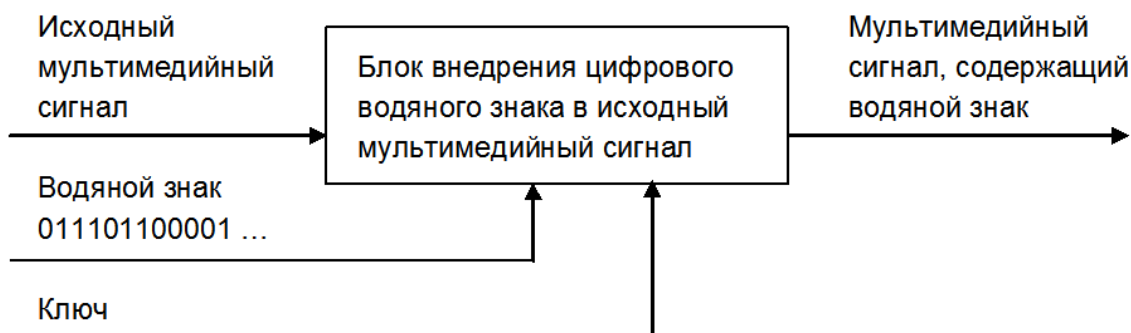 Исходный
мультимедийный
сигнал
Блок внедрения цифрового
водяного знака в исходный
мультимедийный сигнал
Мультимедийный
сигнал, содержащий
водяной знак
Водяной знак
011101100001 ...
Ключ